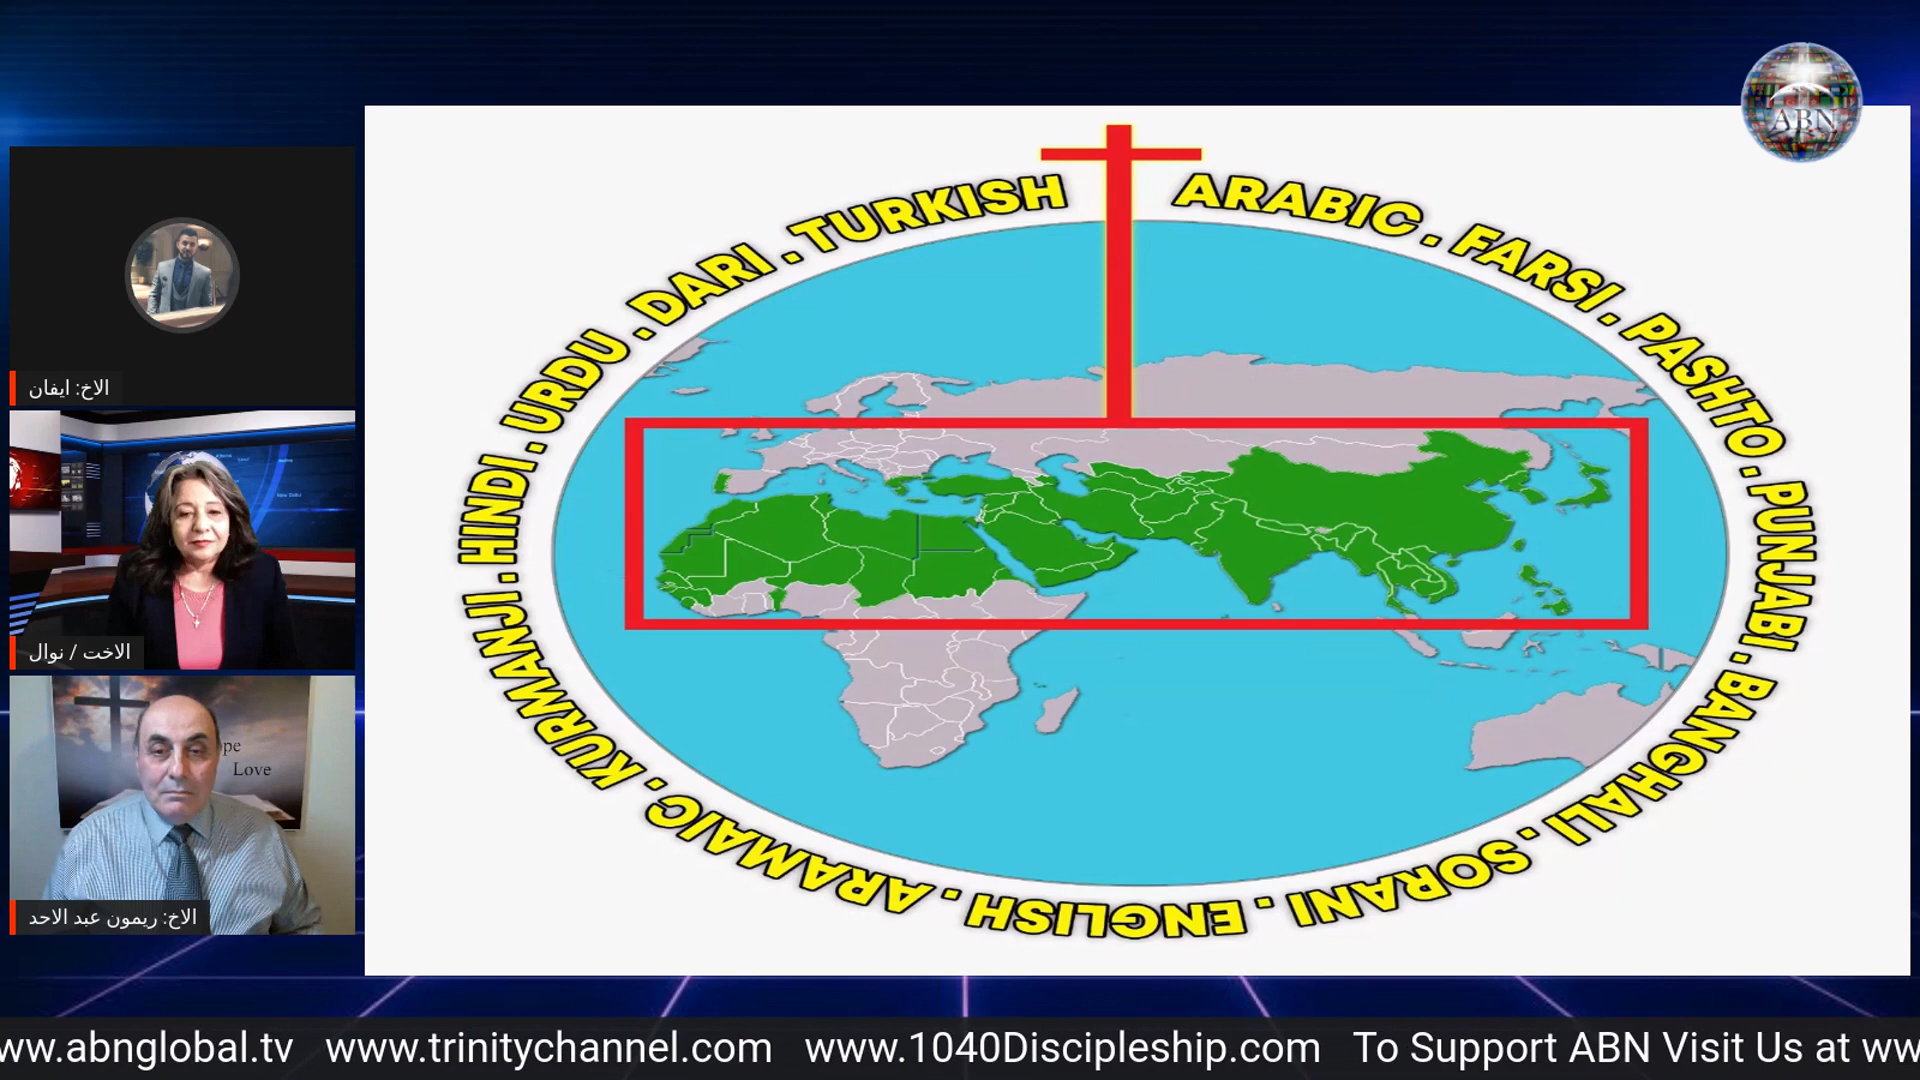 ABN
TURKISH
ARABIC . FARSI . PASHTO . PUNJABI . BANGHALI . SORANI . ENGLISH . ARAMAIC . KURMANJI . HINDI . URDU . DARI .
الاخ: ايفان
الاخت / نوال
pe
Love
الاخ: ريمون عبد الاحد
ww.abnglobal.tv www.trinitychannel.com www.1040Discipleship.com To Support ABN Visit Us at ww